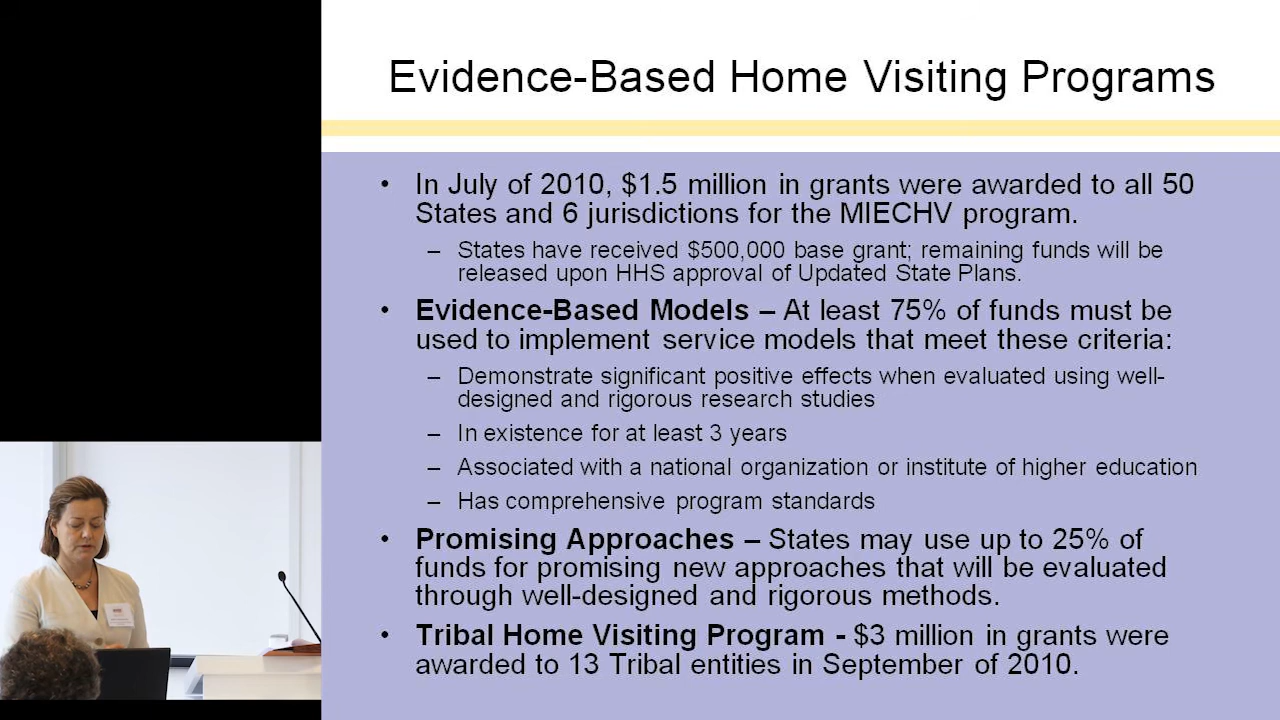 Evidence-Based Home Visiting Programs
• In July of 2010, $1.5 million in grants were awarded to all 50
States and 6 jurisdictions for the MIECHV program.
– States have received $500,000 base grant; remaining funds will be
released upon HHS approval of Updated State Plans.
• Evidence-Based Models – At least 75% of funds must be
used to implement service models that meet these criteria:
– Demonstrate significant positive effects when evaluated using well-
designed and rigorous research studies
– In existence for at least 3 years
– Associated with a national organization or institute of higher education
– Has comprehensive program standards
• Promising Approaches – States may use up to 25% of
funds for promising new approaches that will be evaluated
through well-designed and rigorous methods.
• Tribal Home Visiting Program - $3 million in grants were
awarded to 13 Tribal entities in September of 2010.